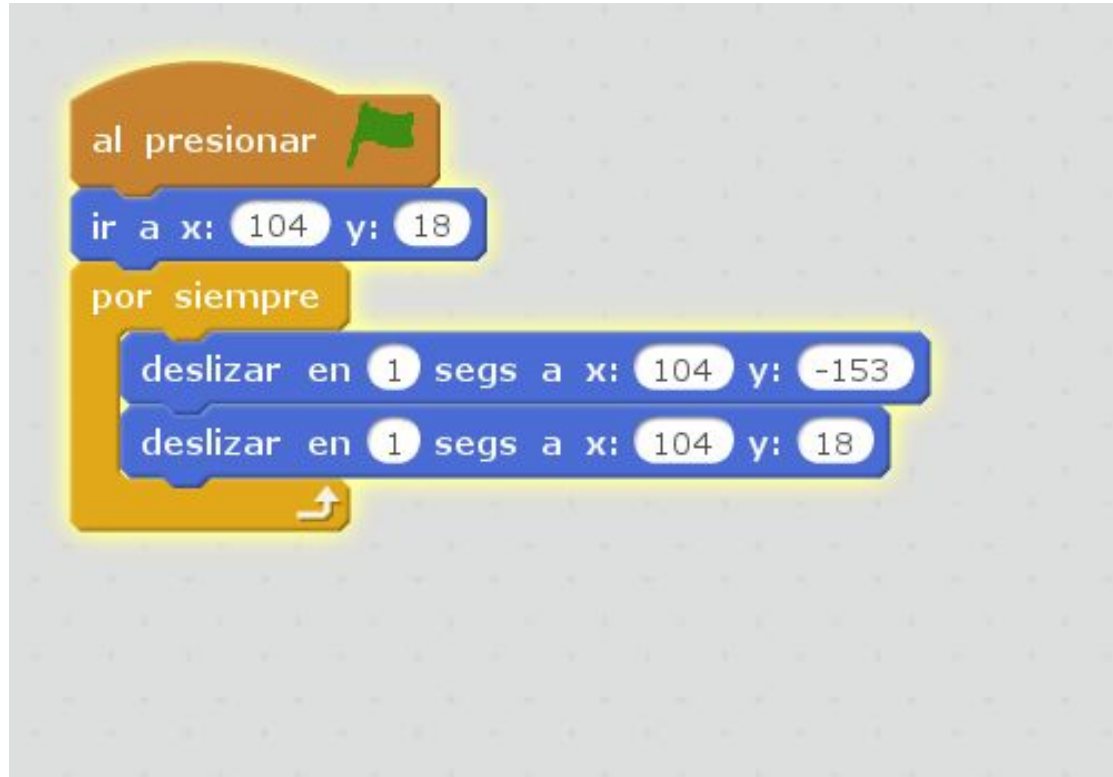 al presionar
ir a x: 104 y: 18
por siempre
deslizar en 1 segs a x: 104 y: -153
deslizar en 1 segs a x: 104 y: 18